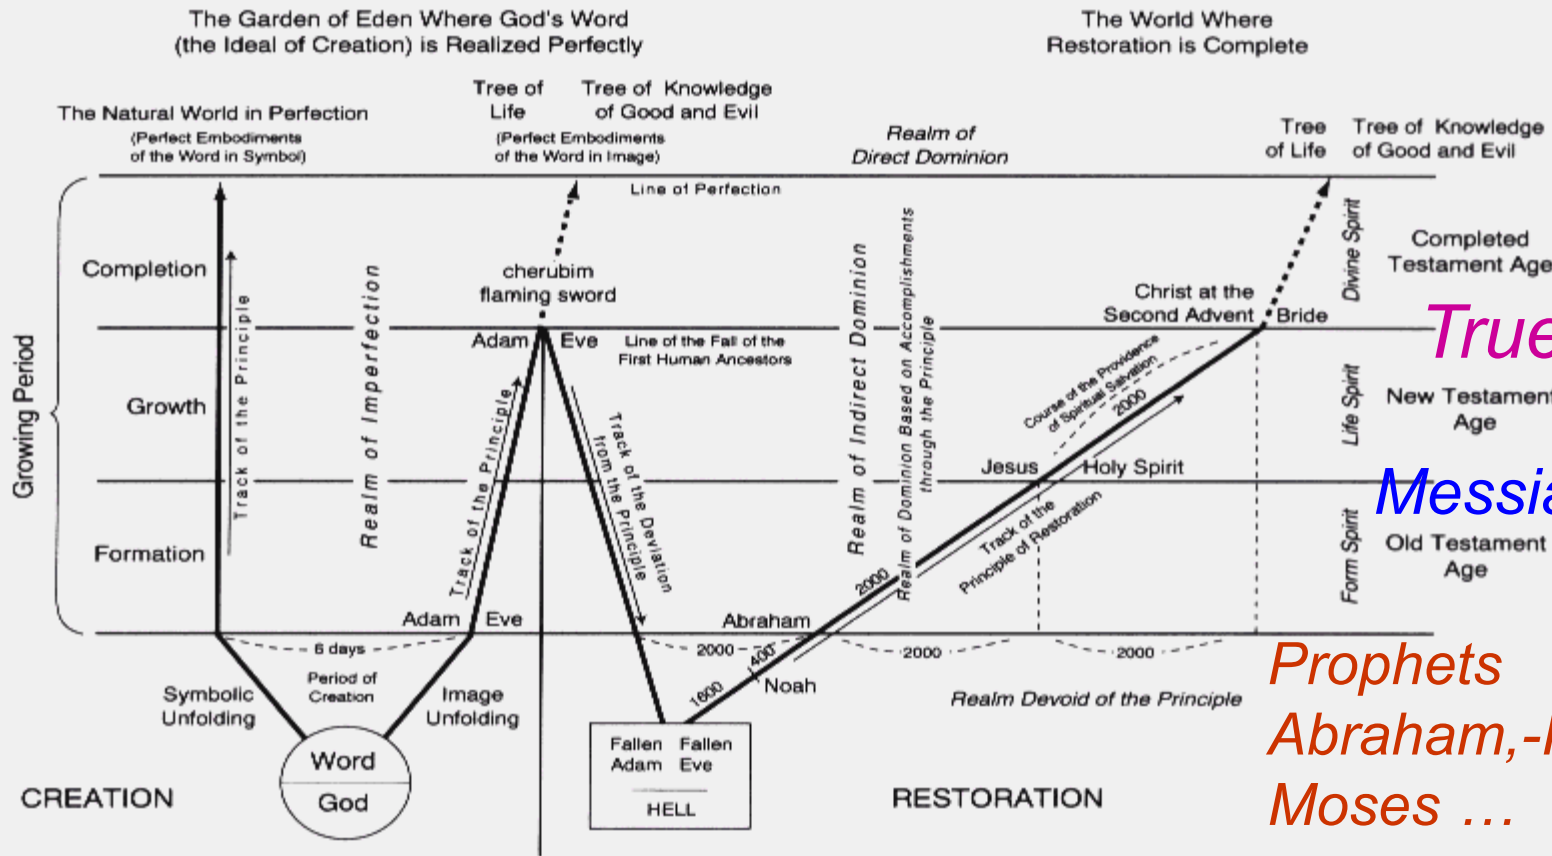 The Garden of Eden Where God's Word
(the Ideal of Creation) is Realized Perfectly
The World Where
Restoration is Complete
The Natural World in Perfection
(Perfect Embodiments
of the Word in Symbol)
Tree of
Life
Tree of Knowledge
of Good and Evil
(Perfect Embodiments
of the Word in Image)
Realm of
Direct Dominion
Tree
of Life
Tree of Knowledge
of Good and Evil
Line of Perfection
Growing Period
Completion
Growth
Formation
Track of the Principle
Realm of Imperfection
cherubim
flaming sword
Adam
Eve
Line of the Fall of the
First Human Ancestors
Track of the Principle
Track of the Deviation
from the Principle
Realm of Indirect Dominion
Realm of Dominion Based on Accomplishments
through the Principle
Christ at the
Second Advent
Bride
Course of the Providence
of Spiritual Salvation
2000
Jesus
Holy Spirit
Track of the
Principle of Restoration
2000
Divine Spirit
Life Spirit
Form Spirit
Completed
Testament Age
True
New Testament
Age
Messia
Old Testament
Age
Adam
Eve
Abraham
6 days
2000
2000
2000
400
1600
Noah
Period of
Creation
Symbolic
Unfolding
Image
Unfolding
Realm Devoid of the Principle
Word
God
Fallen
Adam
Fallen
Eve
HELL
CREATION
RESTORATION
Prophets
Abraham,-
Moses …